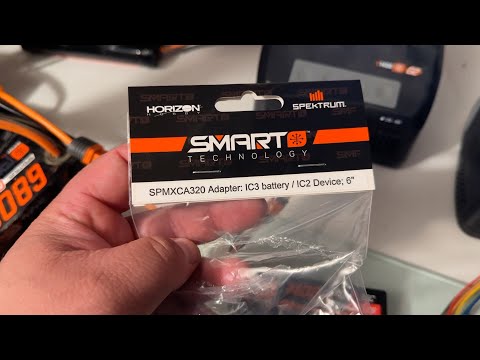 HORIZON
SPEKTRUM
SMART
TECHNOLOGY
SPMXCA320 Adapter: IC3 battery / IC2 Device; 6"